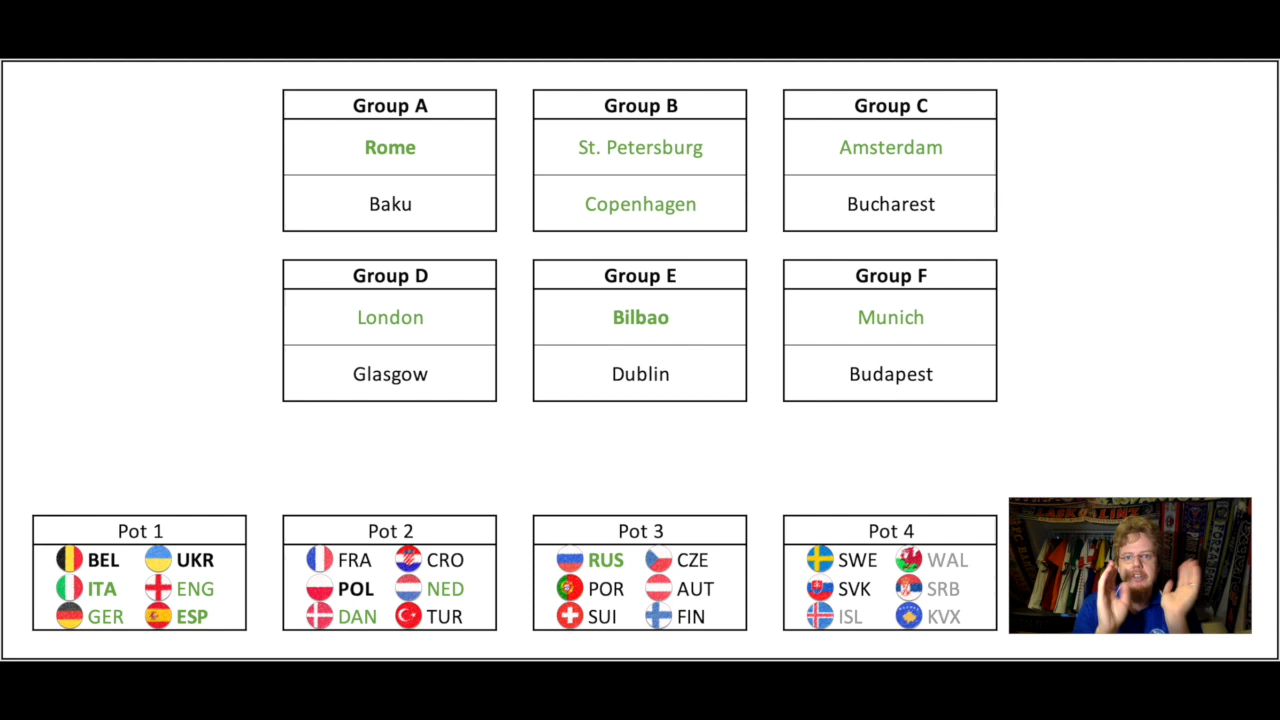 Group A
Rome
Baku
Group B
St. Petersburg
Copenhagen
Group C
Amsterdam
Bucharest
Group D
London
Glasgow
Group E
Bilbao
Dublin
Group F
Munich
Budapest
Pot 1
BEL UKR
ITA ENG
GER ESP
Pot 2
FRA CRO
POL NED
DAN TUR
Pot 3
RUS CZE
POR AUT
SUI FIN
Pot 4
SWE WAL
SVK SRB
ISL KVX